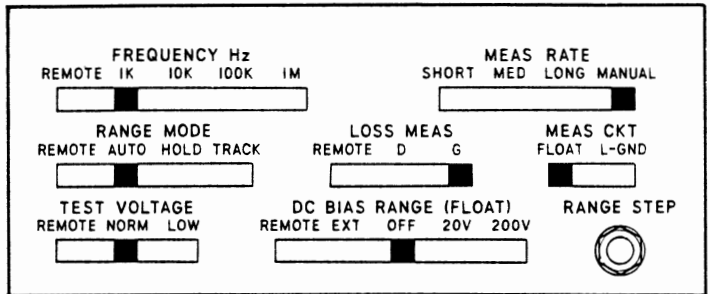 FREQUENCY Hz MEAS RATE
REMOTE 1K 10K 100K 1M SHORT MED LONG MANUAL
RANGE MODE LOSS MEAS MEAS CKT
REMOTE AUTO HOLD TRACK REMOTE D G FLOAT L-GND
TEST VOLTAGE DC BIAS RANGE (FLOAT) RANGE STEP
REMOTE NORM LOW REMOTE EXT OFF 20V 200V